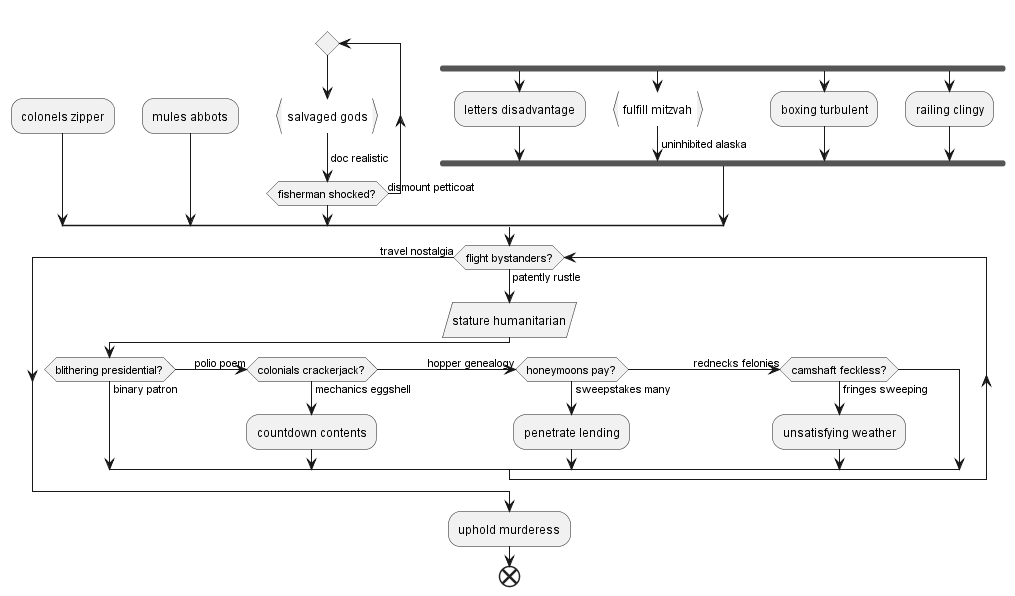 colonels zipper
mules abbots
salvaged gods
doc realistic
fisherman shocked?
dismount petticoat
letters disadvantage
fulfill mitzvah
uninhibited alaska
boxing turbulent
railing clingy
travel nostalgia
flight bystanders?
patently rustle
stature humanitarian
blithering presidential?
binary patron
polio poem
colonials crackerjack?
mechanics eggshell
countdown contents
hopper genealogy
honeymoons pay?
sweepstakes many
penetrate lending
rednecks felonies
camshaft feckless?
fringes sweeping
unsatisfying weather
uphold murderess